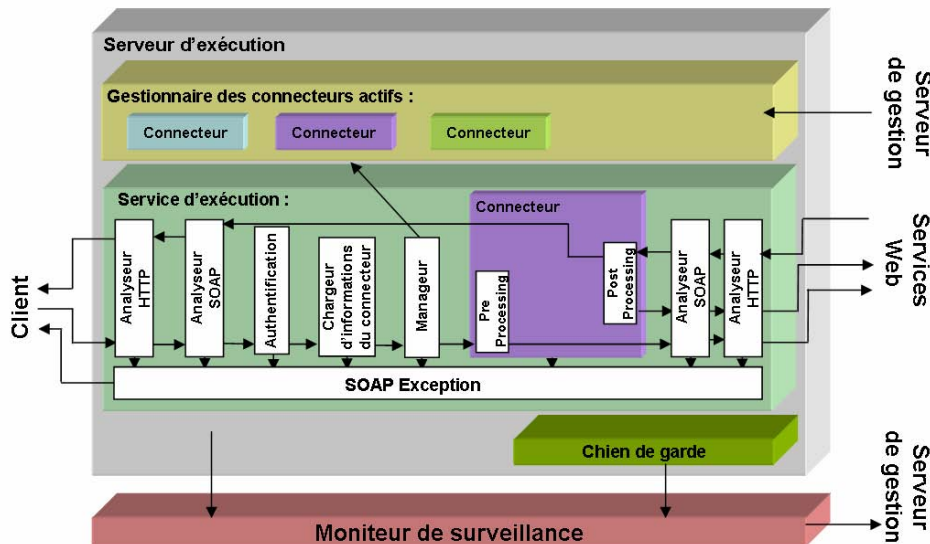 Serveur d'exécution
Gestionnaire des connecteurs actifs :
Connecteur
Connecteur
Connecteur
Serveur
de gestion
Service d'exécution :
Connecteur
Analyseur
HTTP
Analyseur
SOAP
Authentification
Chargeur
d'informations
du connecteur
Manager
Pre
Processing
Post
Processing
Analyseur
SOAP
Analyseur
HTTP
Client
Services
Web
SOAP Exception
Chien de garde
Serveur
de gestion
Moniteur de surveillance